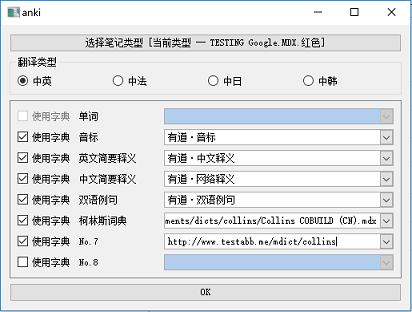 anki
选择笔记类型 [当前类型 — TESTING Google.MDX.红色]
翻译类型
中英 中法 中日 中韩
使用字典 单词
使用字典 音标 有道·音标
使用字典 英文简要释义 有道·中文释义
使用字典 中文简要释义 有道·网络释义
使用字典 双语例句 有道·双语例句
使用字典 柯林斯词典 ments/dicts/collins/Collins COBUILD (CN).mdx
使用字典 No.7 http://www.testabb.me/mdict/collins
使用字典 No.8
OK